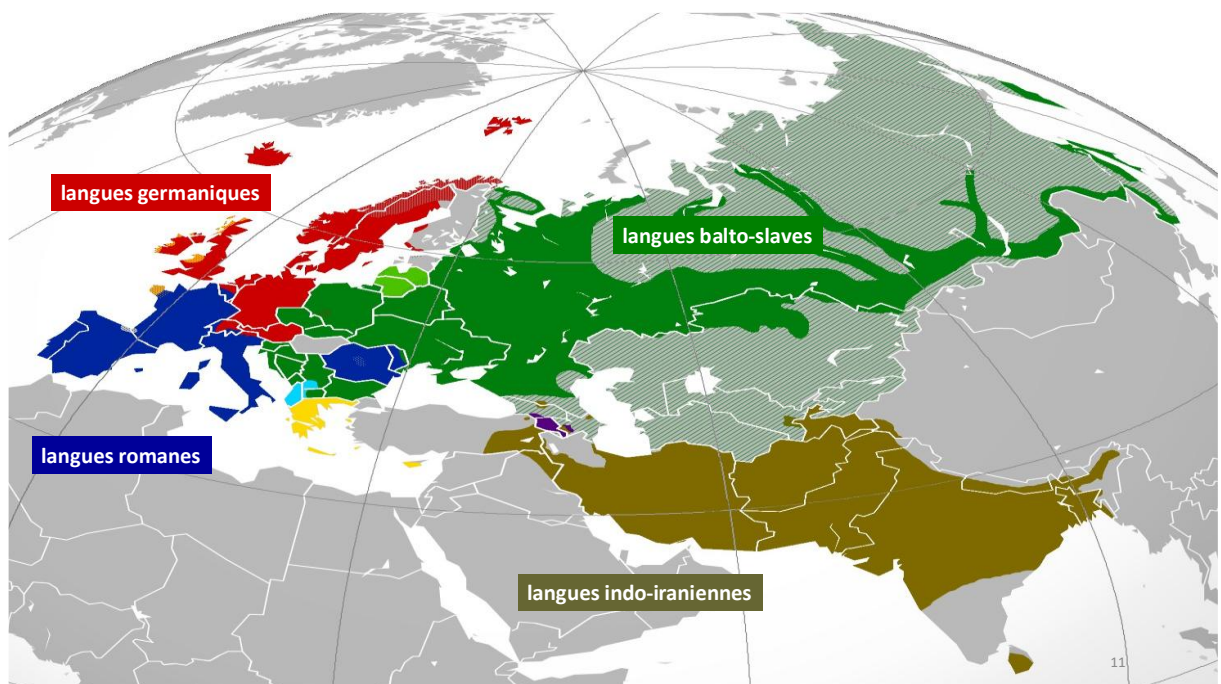 langues germaniques
langues balto-slaves
langues romanes
langues indo-iraniennes
11